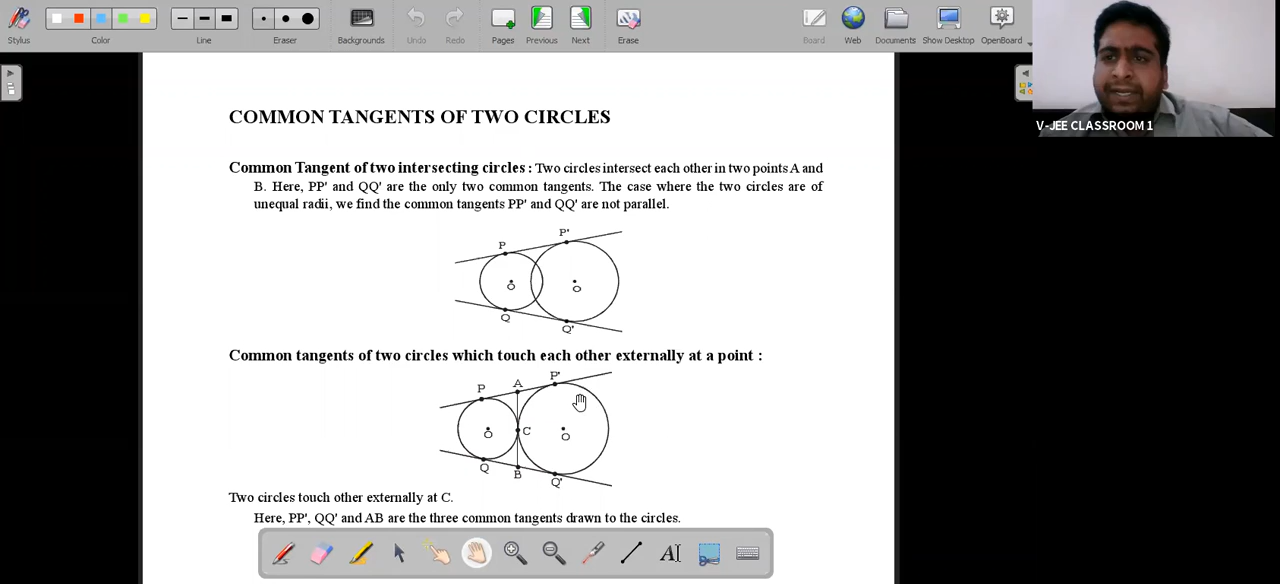 Stylus Color Line Eraser Backgrounds Undo Redo Pages Previous Next Erase Board Web Documents Show Desktop OpenBoard
V-JEE CLASSROOM 1
COMMON TANGENTS OF TWO CIRCLES
Common Tangent of two intersecting circles : Two circles intersect each other in two points A and
B. Here, PP' and QQ' are the only two common tangents. The case where the two circles are of
unequal radii, we find the common tangents PP' and QQ' are not parallel.
P P'
O O
Q Q'
Common tangents of two circles which touch each other externally at a point :
P A P'
O C O
Q B Q'
Two circles touch other externally at C.
Here, PP', QQ' and AB are the three common tangents drawn to the circles.
A